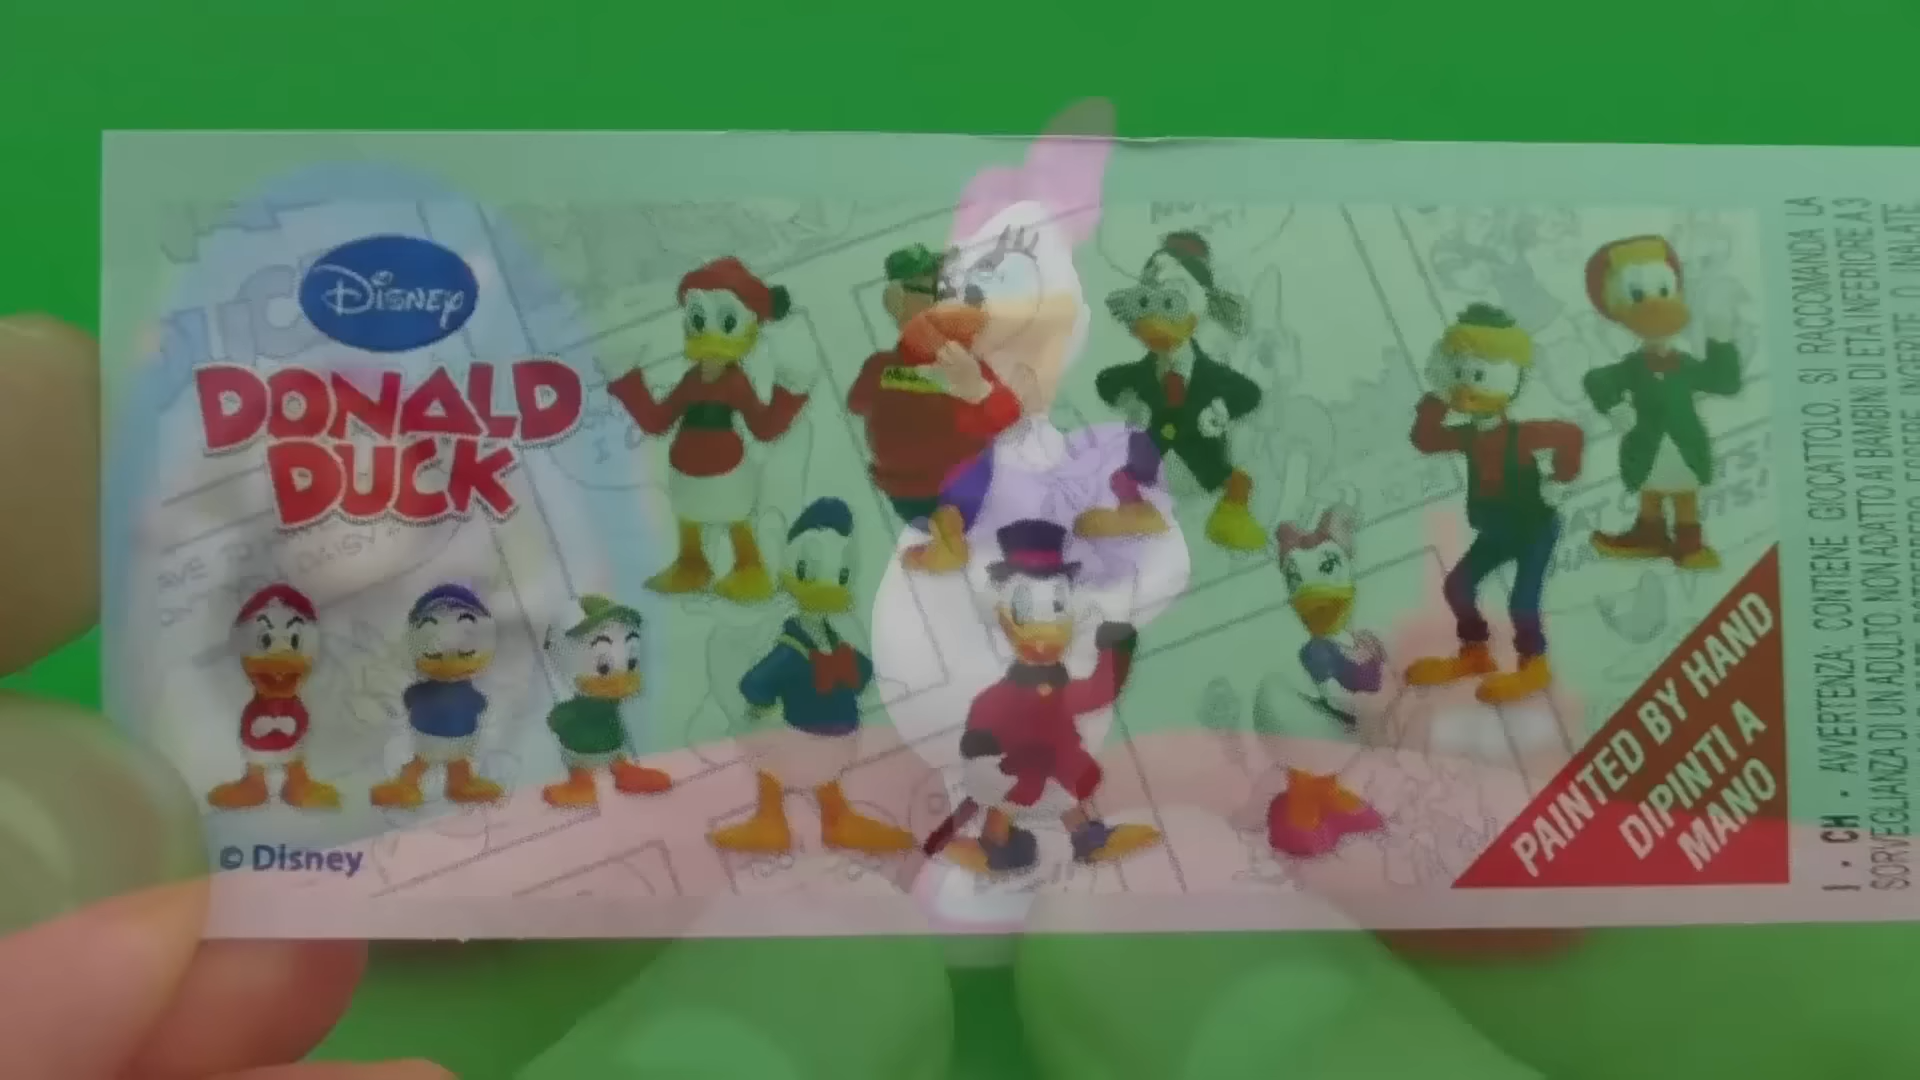 Disney
DONALD
DUCK
© Disney
PAINTED BY HAND
DIPINTI A
MANO
I - CH - AVVERTENZA: CONTIENE GIOCATTOLO. SI RACCOMANDA LA
SORVEGLIANZA DI UN ADULTO. NON ADATTO AI BAMBINI DI ETÀ INFERIORE A 3